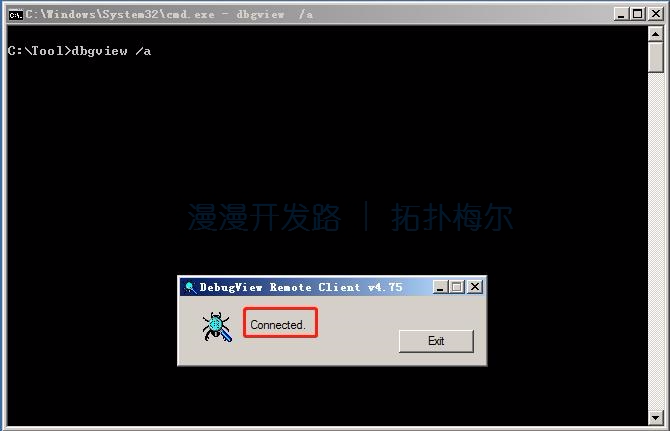 C:\Windows\System32\cmd.exe - dbgview  /a
C:\Tool>dbgview /a
漫漫开发路 | 拓扑梅尔
DebugView Remote Client v4.75
Connected.
Exit